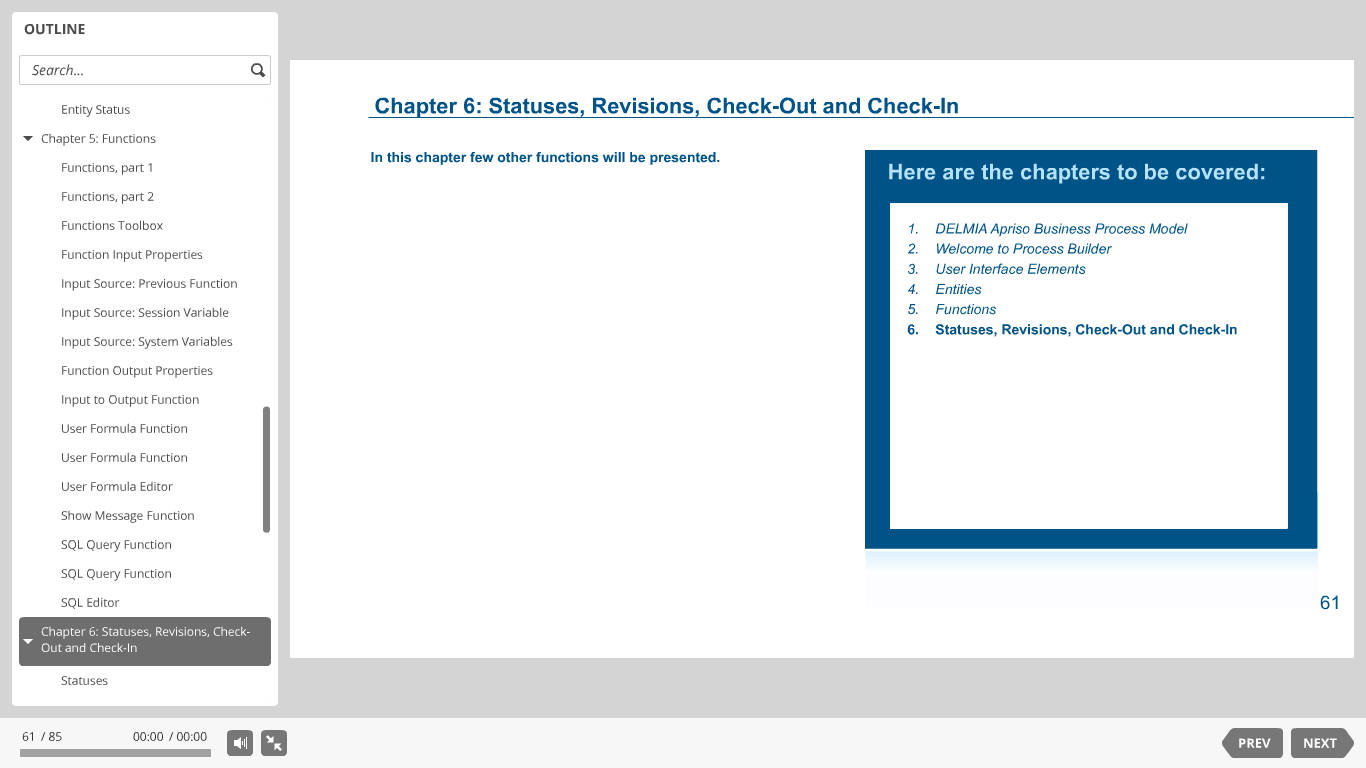 OUTLINE
Search...
Entity Status
Chapter 5: Functions
Functions, part 1
Functions, part 2
Functions Toolbox
Function Input Properties
Input Source: Previous Function
Input Source: Session Variable
Input Source: System Variables
Function Output Properties
Input to Output Function
User Formula Function
User Formula Function
User Formula Editor
Show Message Function
SQL Query Function
SQL Query Function
SQL Editor
Chapter 6: Statuses, Revisions, Check-
Out and Check-In
Statuses
Chapter 6: Statuses, Revisions, Check-Out and Check-In
In this chapter few other functions will be presented.
Here are the chapters to be covered:
1. DELMIA Apriso Business Process Model
2. Welcome to Process Builder
3. User Interface Elements
4. Entities
5. Functions
6. Statuses, Revisions, Check-Out and Check-In
61
61 / 85
00:00 / 00:00
PREV
NEXT